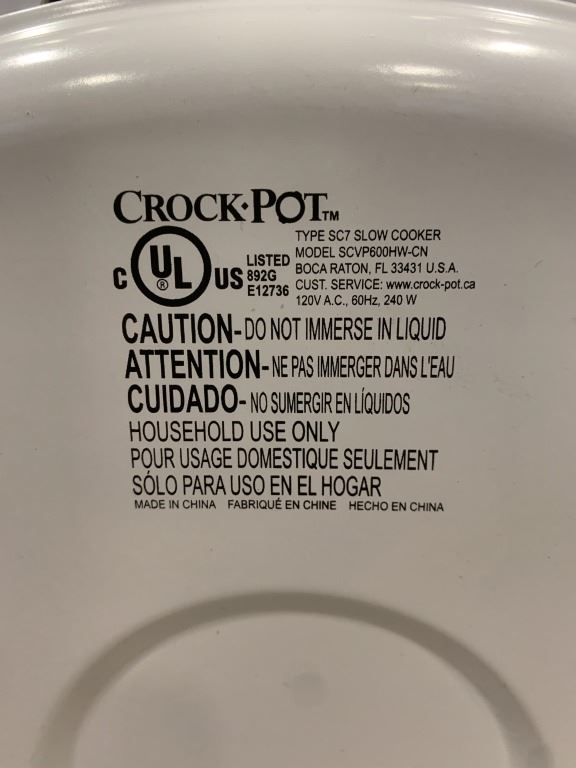 CROCK•POT™
TYPE SC7 SLOW COOKER
MODEL SCVP600HW-CN
BOCA RATON, FL 33431 U.S.A.
CUST. SERVICE: www.crock-pot.ca
120V A.C., 60Hz, 240 W
C UL ® US LISTED
892G
E12736
CAUTION- DO NOT IMMERSE IN LIQUID
ATTENTION- NE PAS IMMERGER DANS L'EAU
CUIDADO- NO SUMERGIR EN LÍQUIDOS
HOUSEHOLD USE ONLY
POUR USAGE DOMESTIQUE SEULEMENT
SÓLO PARA USO EN EL HOGAR
MADE IN CHINA FABRIQUÉ EN CHINE HECHO EN CHINA